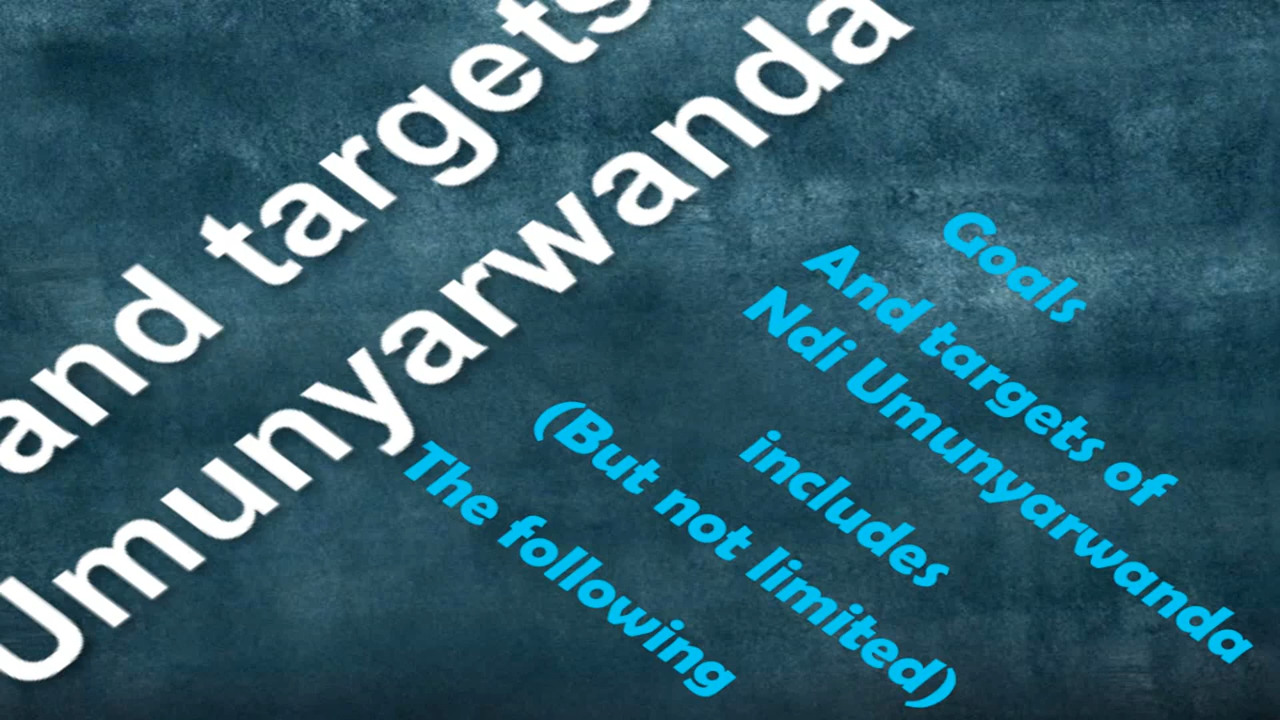 and targets
Umunyarwanda
Goals
And targets of
Ndi Umunyarwanda
includes
(But not limited)
The following